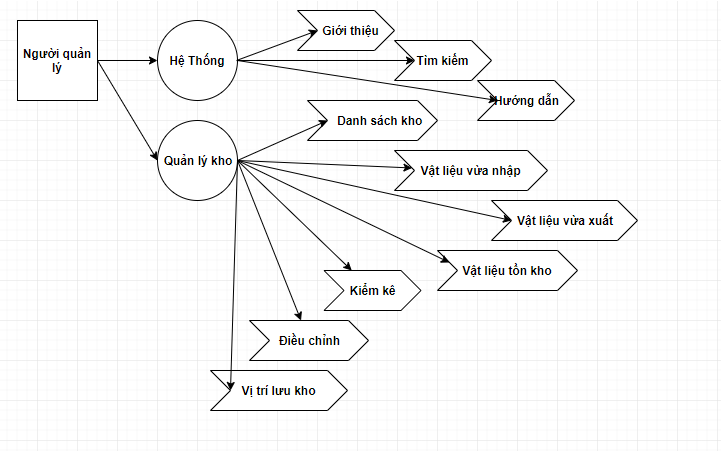 Người quản
lý
Hệ Thống
Giới thiệu
Tìm kiếm
Hướng dẫn
Quản lý kho
Danh sách kho
Vật liệu vừa nhập
Vật liệu vừa xuất
Vật liệu tồn kho
Kiểm kê
Điều chỉnh
Vị trí lưu kho